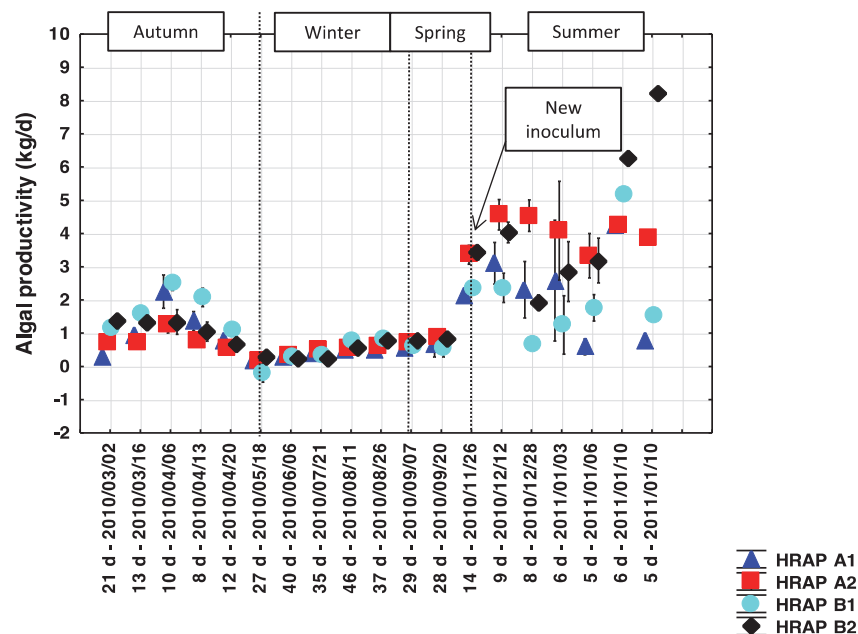 Autumn
Winter
Spring
Summer
New
inoculum
Algal productivity (kg/d)
10
9
8
7
6
5
4
3
2
1
0
-1
-2
21 d - 2010/03/02
13 d - 2010/03/16
10 d - 2010/04/06
8 d - 2010/04/13
12 d - 2010/04/20
27 d - 2010/05/18
40 d - 2010/06/06
35 d - 2010/07/21
46 d - 2010/08/11
37 d - 2010/08/26
29 d - 2010/09/07
28 d - 2010/09/20
14 d - 2010/11/26
9 d - 2010/12/12
8 d - 2010/12/28
6 d - 2011/01/03
5 d - 2011/01/06
6 d - 2011/01/10
5 d - 2011/01/10
HRAP A1
HRAP A2
HRAP B1
HRAP B2